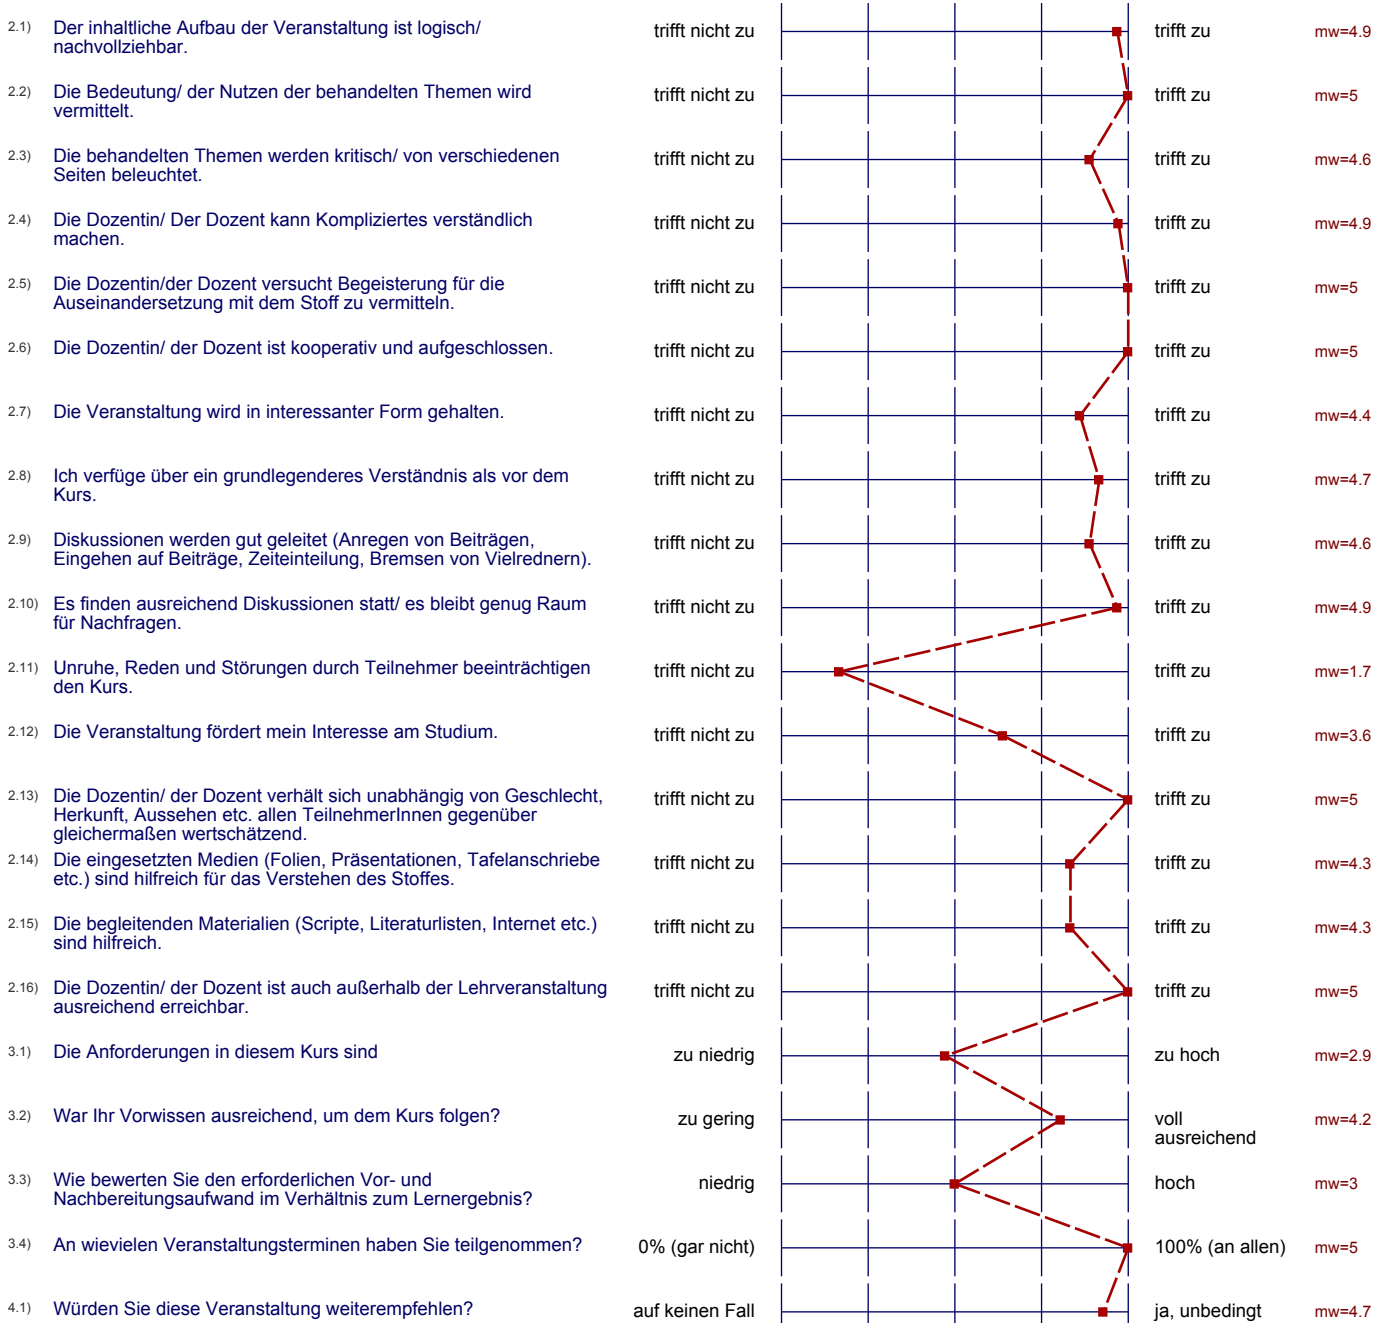 2.1) Der inhaltliche Aufbau der Veranstaltung ist logisch/ trifft nicht zu trifft zu mw=4.9
nachvollziehbar.
2.2) Die Bedeutung/ der Nutzen der behandelten Themen wird trifft nicht zu trifft zu mw=5
vermittelt.
2.3) Die behandelten Themen werden kritisch/ von verschiedenen trifft nicht zu trifft zu mw=4.6
Seiten beleuchtet.
2.4) Die Dozentin/ Der Dozent kann Kompliziertes verständlich trifft nicht zu trifft zu mw=4.9
machen.
2.5) Die Dozentin/der Dozent versucht Begeisterung für die trifft nicht zu trifft zu mw=5
Auseinandersetzung mit dem Stoff zu vermitteln.
2.6) Die Dozentin/ der Dozent ist kooperativ und aufgeschlossen. trifft nicht zu trifft zu mw=5
2.7) Die Veranstaltung wird in interessanter Form gehalten. trifft nicht zu trifft zu mw=4.4
2.8) Ich verfüge über ein grundlegenderes Verständnis als vor dem trifft nicht zu trifft zu mw=4.7
Kurs.
2.9) Diskussionen werden gut geleitet (Anregen von Beiträgen, trifft nicht zu trifft zu mw=4.6
Eingehen auf Beiträge, Zeiteinteilung, Bremsen von Vielrednern).
2.10) Es finden ausreichend Diskussionen statt/ es bleibt genug Raum trifft nicht zu trifft zu mw=4.9
für Nachfragen.
2.11) Unruhe, Reden und Störungen durch Teilnehmer beeinträchtigen trifft nicht zu trifft zu mw=1.7
den Kurs.
2.12) Die Veranstaltung fördert mein Interesse am Studium. trifft nicht zu trifft zu mw=3.6
2.13) Die Dozentin/ der Dozent verhält sich unabhängig von Geschlecht, trifft nicht zu trifft zu mw=5
Herkunft, Aussehen etc. allen TeilnehmerInnen gegenüber
gleichermaßen wertschätzend.
2.14) Die eingesetzten Medien (Folien, Präsentationen, Tafelanschriebe trifft nicht zu trifft zu mw=4.3
etc.) sind hilfreich für das Verstehen des Stoffes.
2.15) Die begleitenden Materialien (Scripte, Literaturlisten, Internet etc.) trifft nicht zu trifft zu mw=4.3
sind hilfreich.
2.16) Die Dozentin/ der Dozent ist auch außerhalb der Lehrveranstaltung trifft nicht zu trifft zu mw=5
ausreichend erreichbar.
3.1) Die Anforderungen in diesem Kurs sind zu niedrig zu hoch mw=2.9
3.2) War Ihr Vorwissen ausreichend, um dem Kurs folgen? zu gering voll mw=4.2
ausreichend
3.3) Wie bewerten Sie den erforderlichen Vor- und niedrig hoch mw=3
Nachbereitungsaufwand im Verhältnis zum Lernergebnis?
3.4) An wievielen Veranstaltungsterminen haben Sie teilgenommen? 0% (gar nicht) 100% (an allen) mw=5
4.1) Würden Sie diese Veranstaltung weiterempfehlen? auf keinen Fall ja, unbedingt mw=4.7